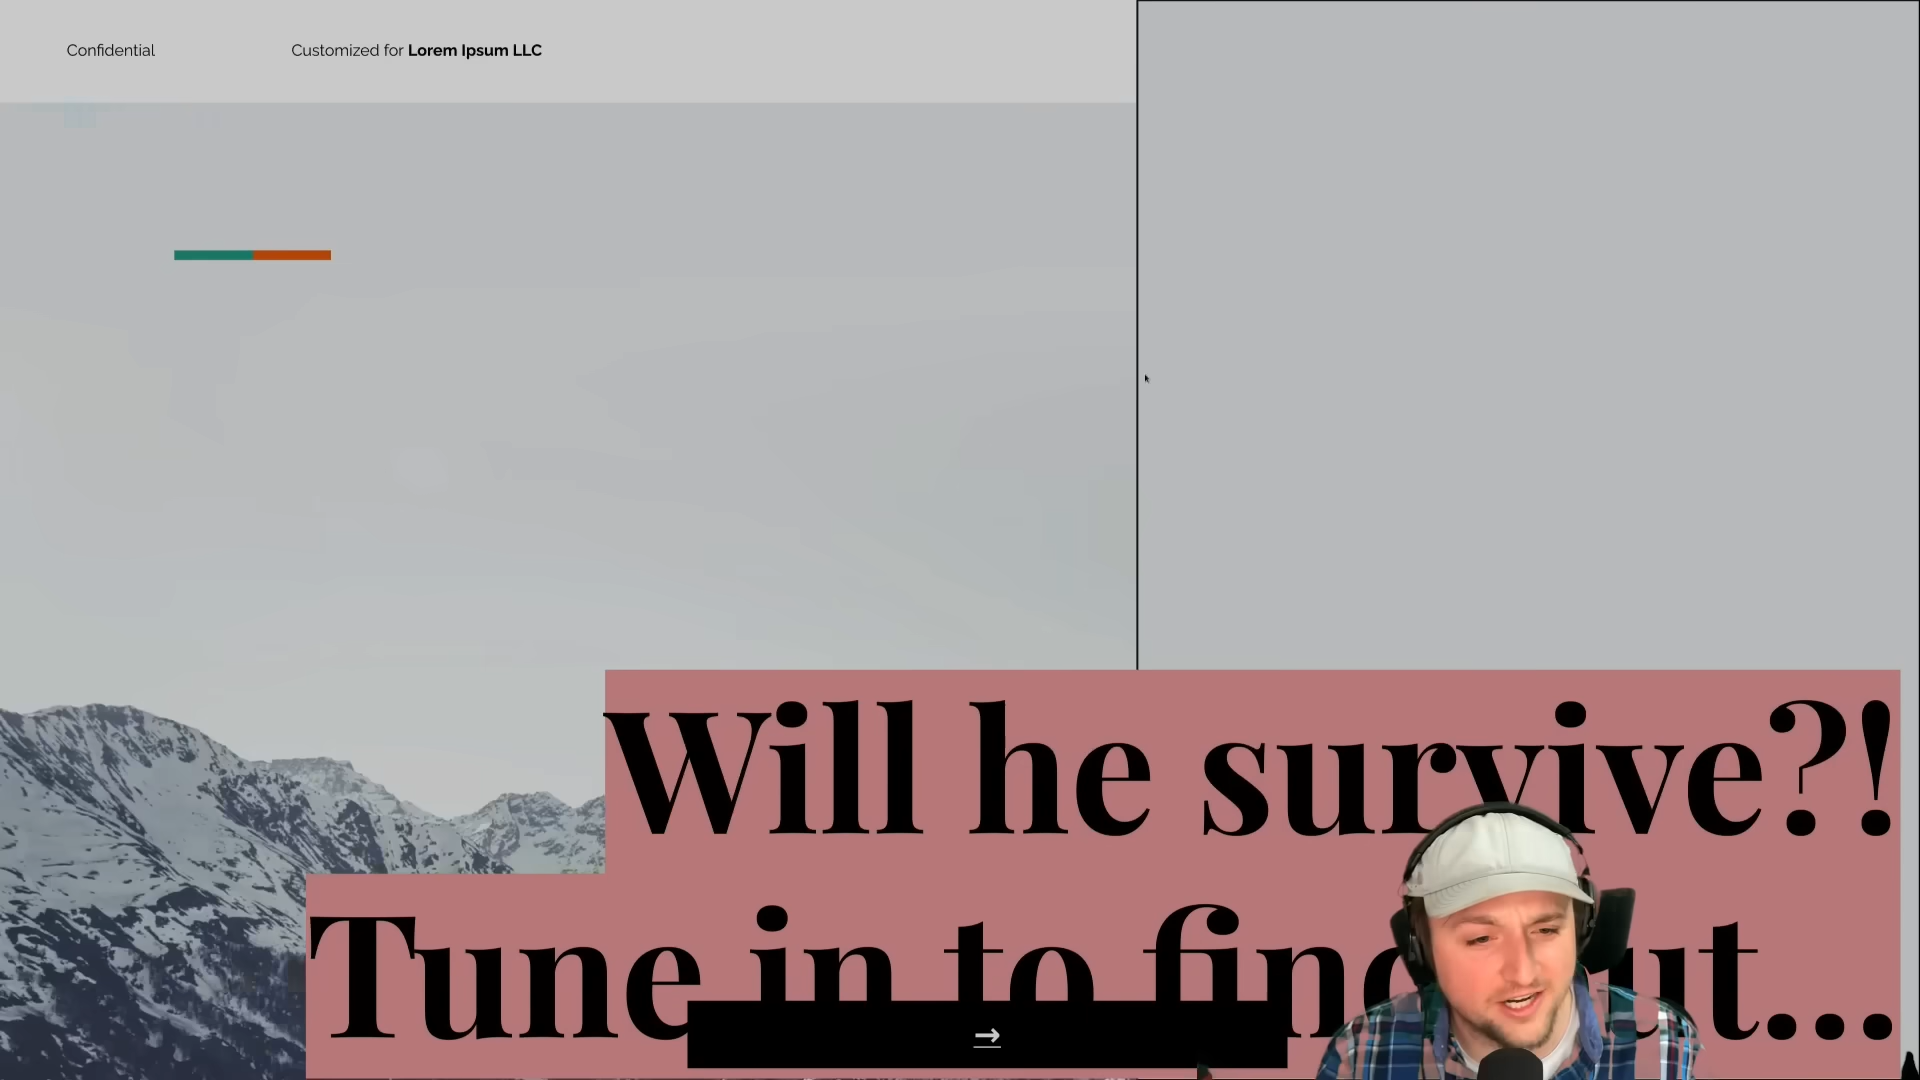 Confidential
Customized for Lorem Ipsum LLC
Will he survive?!
Tune in to find out...
→